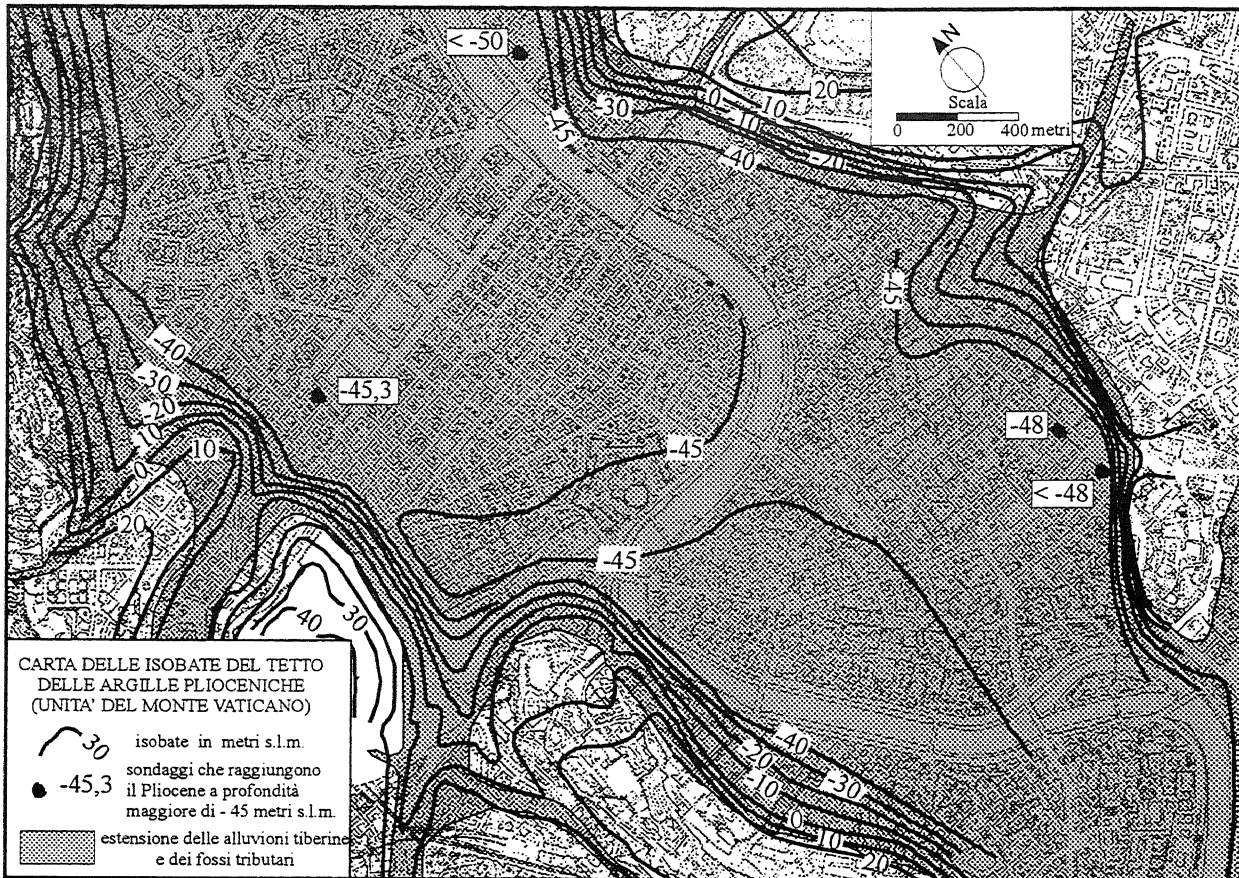 < -50
N
Scala
0 200 400 metri
-45
-30
0
10
20
-10
-20
-40
-45
-40
-30
-20
-10
0
10
20
-45,3
-45
-48
< -48
-45
30
40
-40
-30
-20
-10
0
10
20
CARTA DELLE ISOBATE DEL TETTO
DELLE ARGILLE PLIOCENICHE
(UNITA' DEL MONTE VATICANO)
30 isobate in metri s.l.m.
-45,3 sondaggi che raggiungono
il Pliocene a profondità
maggiore di - 45 metri s.l.m.
estensione delle alluvioni tiberine
e dei fossi tributari